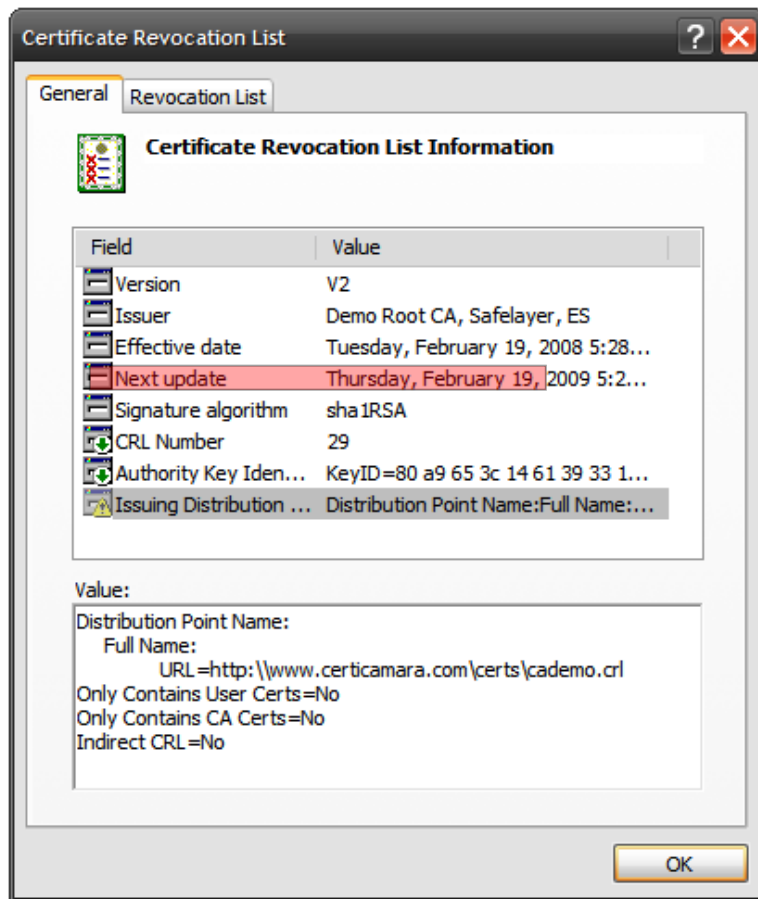 Certificate Revocation List
General
Revocation List
Certificate Revocation List Information
Field Value
Version V2
Issuer Demo Root CA, Safelayer, ES
Effective date Tuesday, February 19, 2008 5:28...
Next update Thursday, February 19, 2009 5:2...
Signature algorithm sha1RSA
CRL Number 29
Authority Key Iden... KeyID=80 a9 65 3c 14 61 39 33 1...
Issuing Distribution ... Distribution Point Name:Full Name:...
Value:
Distribution Point Name:
Full Name:
URL=http:\\www.certicamara.com\certs\cademo.crl
Only Contains User Certs=No
Only Contains CA Certs=No
Indirect CRL=No
OK